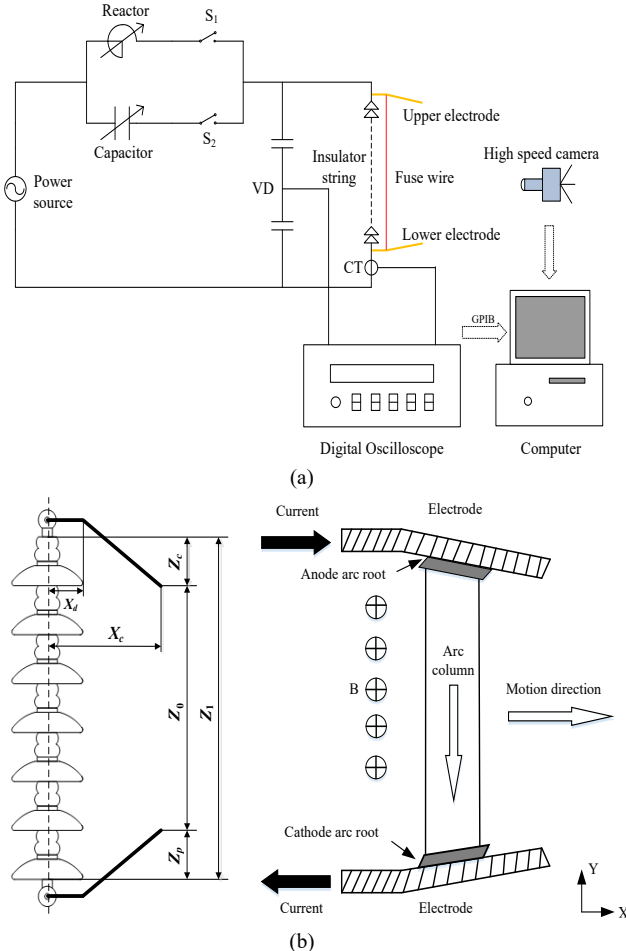 Reactor
S1
Capacitor
S2
Power
source
VD
Insulator
string
Upper electrode
Fuse wire
Lower electrode
CT
High speed camera
GPIB
Digital Oscilloscope
Computer
(a)
Xd
Xc
Zc
Z0
Z1
Zp
Current
Electrode
Anode arc root
B
Arc
column
Motion direction
Cathode arc root
Current
Electrode
Y
X
(b)